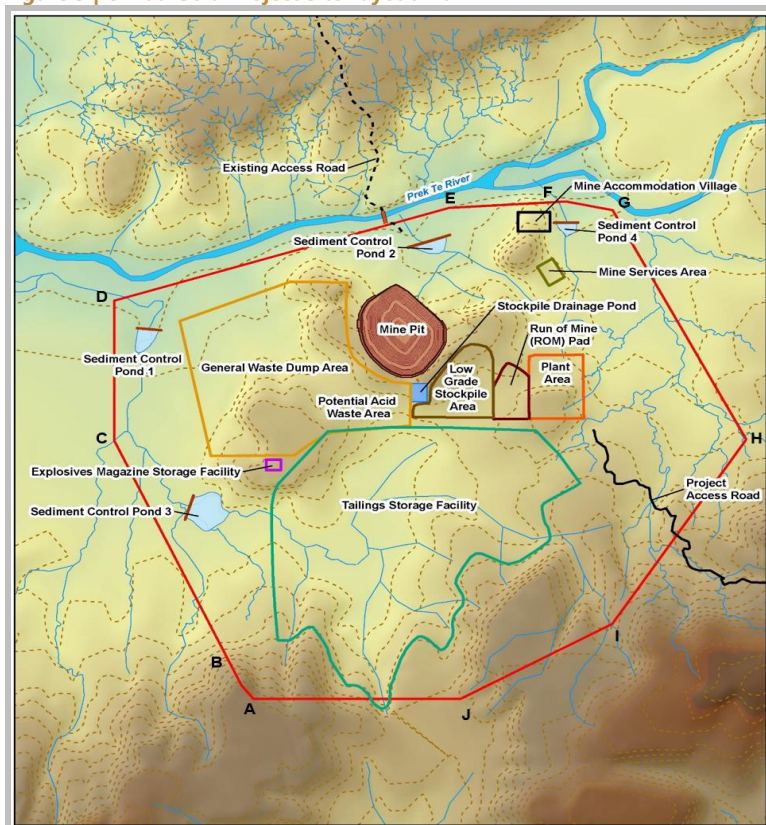 Existing Access Road
Prek Te River
E
F
Mine Accommodation Village
G
Sediment Control
Pond 4
Sediment Control
Pond 2
Mine Services Area
D
Stockpile Drainage Pond
Mine Pit
Run of Mine
(ROM) Pad
Sediment Control
Pond 1
General Waste Dump Area
Low
Grade
Stockpile
Area
Plant
Area
Potential Acid
Waste Area
C
H
Explosives Magazine Storage Facility
Project
Access Road
Sediment Control Pond 3
Tailings Storage Facility
I
B
A
J